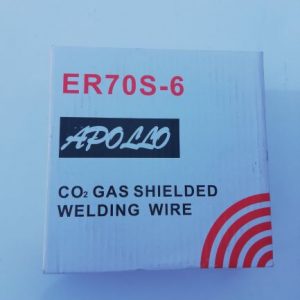 ER70S-6
APOLLO
CO₂ GAS SHIELDED
WELDING WIRE